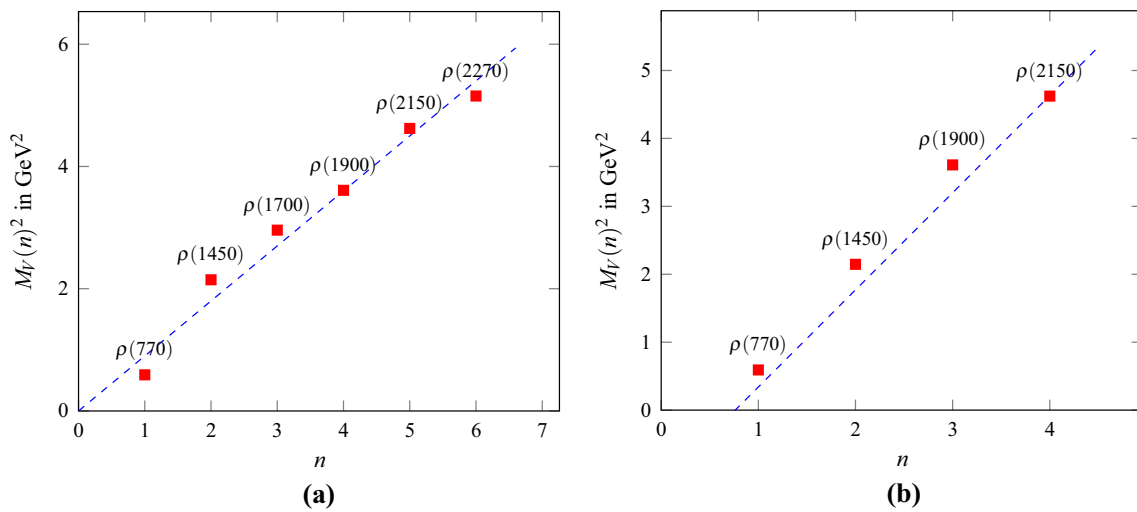 6
4
2
0
M_V(n)^2 in GeV^2
ρ(2270)
ρ(2150)
ρ(1900)
ρ(1700)
ρ(1450)
ρ(770)
0 1 2 3 4 5 6 7
n
(a)
5
4
3
2
1
0
M_V(n)^2 in GeV^2
ρ(2150)
ρ(1900)
ρ(1450)
ρ(770)
1 2 3 4
n
(b)